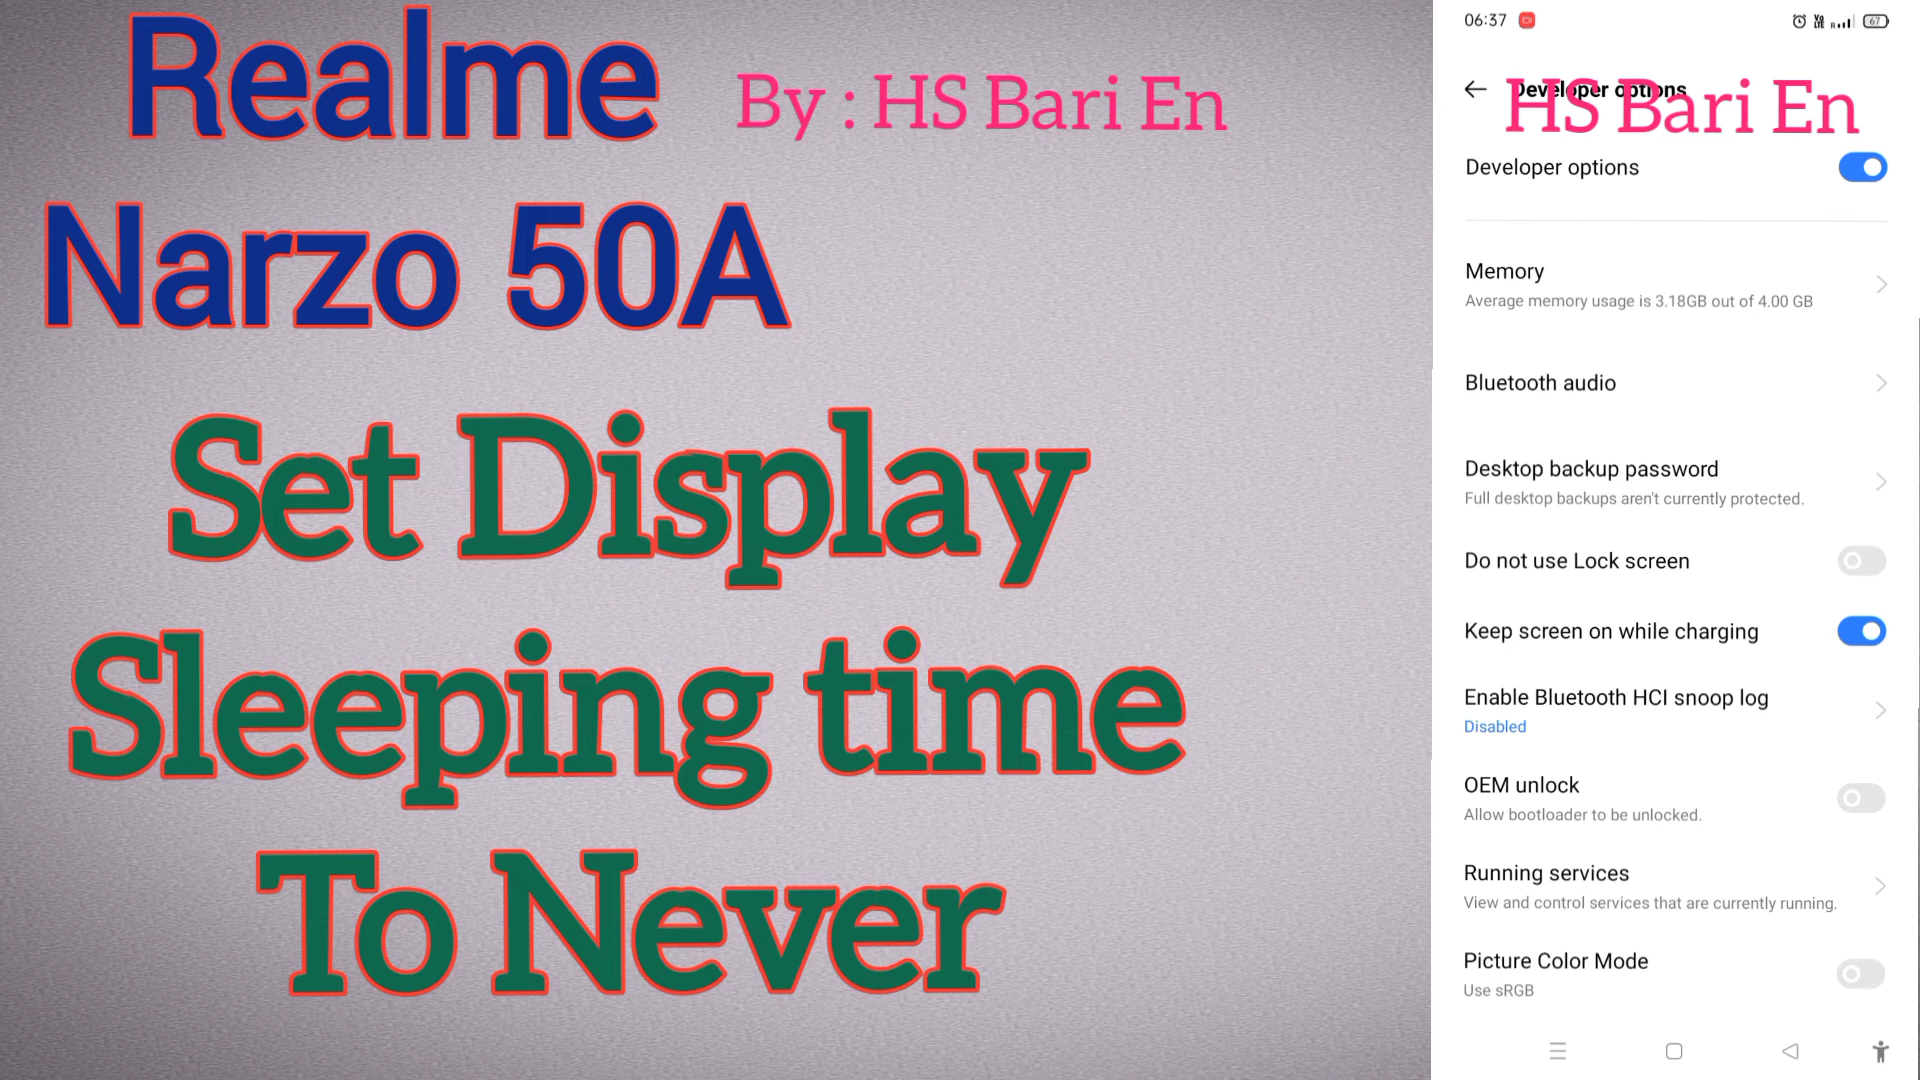 Realme
By : HS Bari En
Narzo 50A
Set Display
Sleeping time
To Never
06:37
67
Developer options
HS Bari En
Developer options
Memory
Average memory usage is 3.18GB out of 4.00 GB
Bluetooth audio
Desktop backup password
Full desktop backups aren't currently protected.
Do not use Lock screen
Keep screen on while charging
Enable Bluetooth HCI snoop log
Disabled
OEM unlock
Allow bootloader to be unlocked.
Running services
View and control services that are currently running.
Picture Color Mode
Use sRGB